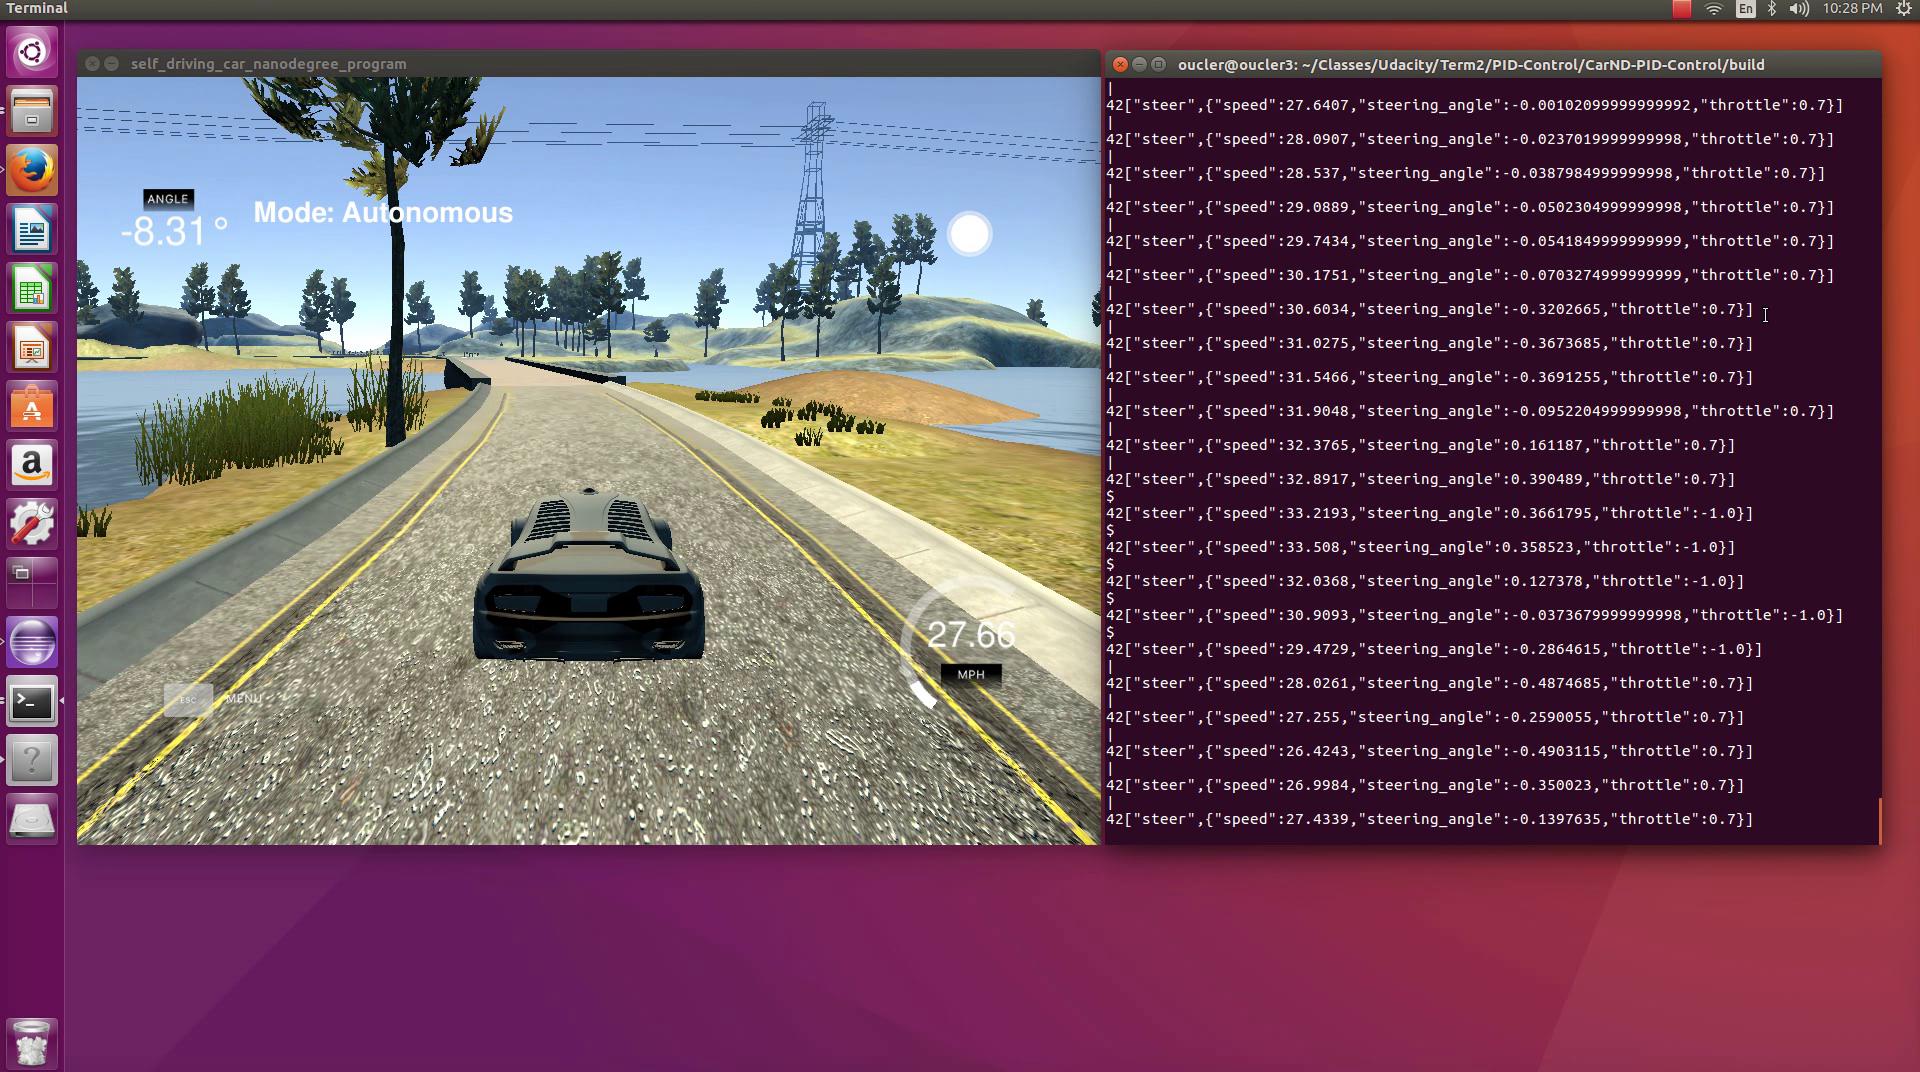 Terminal
En
10:28 PM
self_driving_car_nanodegree_program
ANGLE
-8.31°
Mode: Autonomous
27.66
MPH
ESC
MENU
a
oucler@oucler3: ~/Classes/Udacity/Term2/PID-Control/CarND-PID-Control/build
|
42["steer",{"speed":27.6407,"steering_angle":-0.00102099999999992,"throttle":0.7}]
|
42["steer",{"speed":28.0907,"steering_angle":-0.0237019999999998,"throttle":0.7}]
|
42["steer",{"speed":28.537,"steering_angle":-0.0387984999999998,"throttle":0.7}]
|
42["steer",{"speed":29.0889,"steering_angle":-0.0502304999999998,"throttle":0.7}]
|
42["steer",{"speed":29.7434,"steering_angle":-0.0541849999999999,"throttle":0.7}]
|
42["steer",{"speed":30.1751,"steering_angle":-0.0703274999999999,"throttle":0.7}]
|
42["steer",{"speed":30.6034,"steering_angle":-0.3202665,"throttle":0.7}]
|
42["steer",{"speed":31.0275,"steering_angle":-0.3673685,"throttle":0.7}]
|
42["steer",{"speed":31.5466,"steering_angle":-0.3691255,"throttle":0.7}]
|
42["steer",{"speed":31.9048,"steering_angle":-0.0952204999999998,"throttle":0.7}]
|
42["steer",{"speed":32.3765,"steering_angle":0.161187,"throttle":0.7}]
|
42["steer",{"speed":32.8917,"steering_angle":0.390489,"throttle":0.7}]
$
42["steer",{"speed":33.2193,"steering_angle":0.3661795,"throttle":-1.0}]
$
42["steer",{"speed":33.508,"steering_angle":0.358523,"throttle":-1.0}]
$
42["steer",{"speed":32.0368,"steering_angle":0.127378,"throttle":-1.0}]
$
42["steer",{"speed":30.9093,"steering_angle":-0.0373679999999998,"throttle":-1.0}]
$
42["steer",{"speed":29.4729,"steering_angle":-0.2864615,"throttle":-1.0}]
|
42["steer",{"speed":28.0261,"steering_angle":-0.4874685,"throttle":0.7}]
|
42["steer",{"speed":27.255,"steering_angle":-0.2590055,"throttle":0.7}]
|
42["steer",{"speed":26.4243,"steering_angle":-0.4903115,"throttle":0.7}]
|
42["steer",{"speed":26.9984,"steering_angle":-0.350023,"throttle":0.7}]
|
42["steer",{"speed":27.4339,"steering_angle":-0.1397635,"throttle":0.7}]